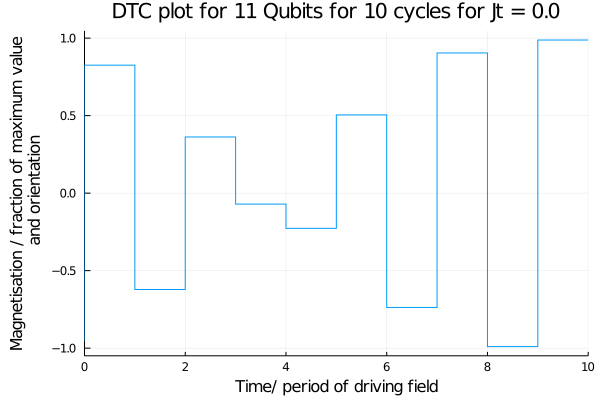 DTC plot for 11 Qubits for 10 cycles for Jt = 0.0
Magnetisation / fraction of maximum value
and orientation
1.0
0.5
0.0
−0.5
−1.0
0 2 4 6 8 10
Time/ period of driving field